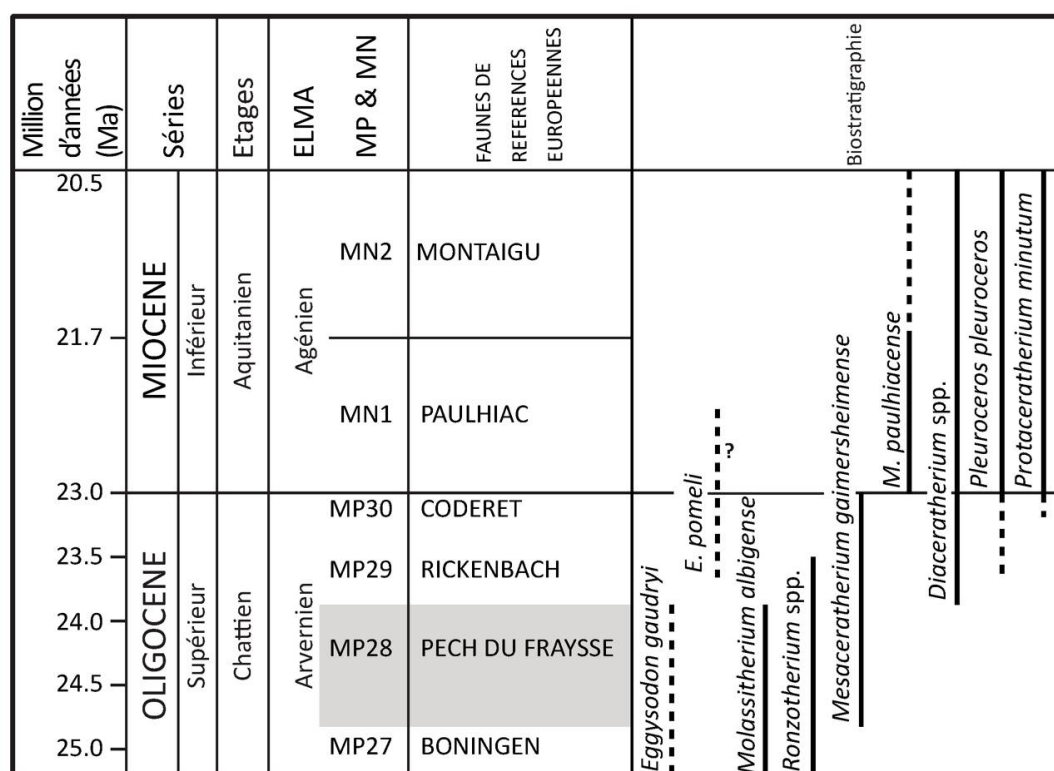 Million
d'années
(Ma)
Séries
Etages
ELMA
MP & MN
FAUNES DE
REFERENCES
EUROPEENNES
Biostratigraphie
20.5
21.7
23.0
23.5
24.0
24.5
25.0
MIOCENE
OLIGOCENE
Inférieur
Supérieur
Aquitanien
Chattien
Agénien
Arvernien
MN2 MONTAIGU
MN1 PAULHIAC
MP30 CODERET
MP29 RICKENBACH
MP28 PECH DU FRAYSSE
MP27 BONINGEN
Eggysodon gaudryi
E. pomeli
?
Molassitherium albigense
Ronzotherium spp.
Mesaceratherium gaimersheimense
M. paulhiacense
Diaceratherium spp.
Pleuroceros pleuroceros
Protaceratherium minutum